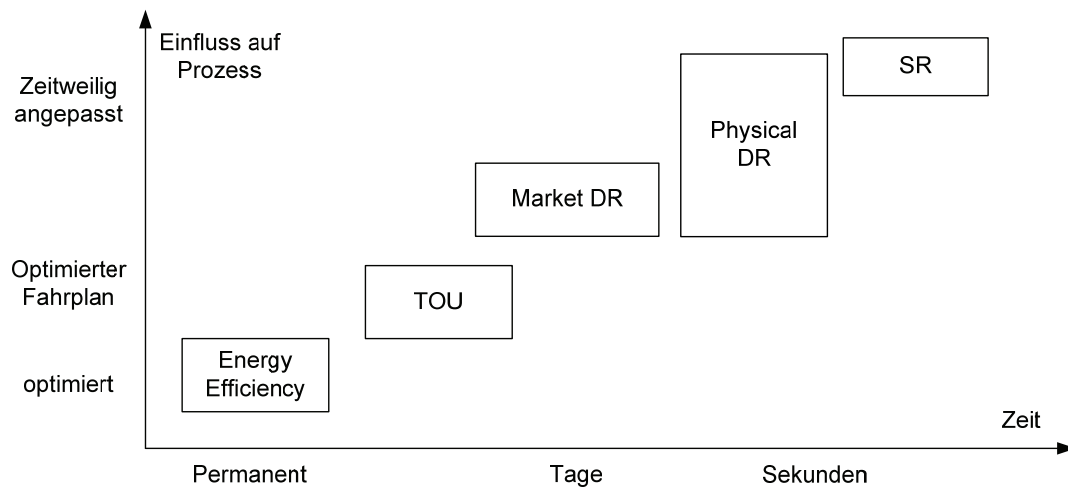 Einfluss auf
Prozess
Zeitweilig
angepasst
SR
Physical
DR
Market DR
Optimierter
Fahrplan
TOU
Energy
Efficiency
optimiert
Zeit
Permanent
Tage
Sekunden